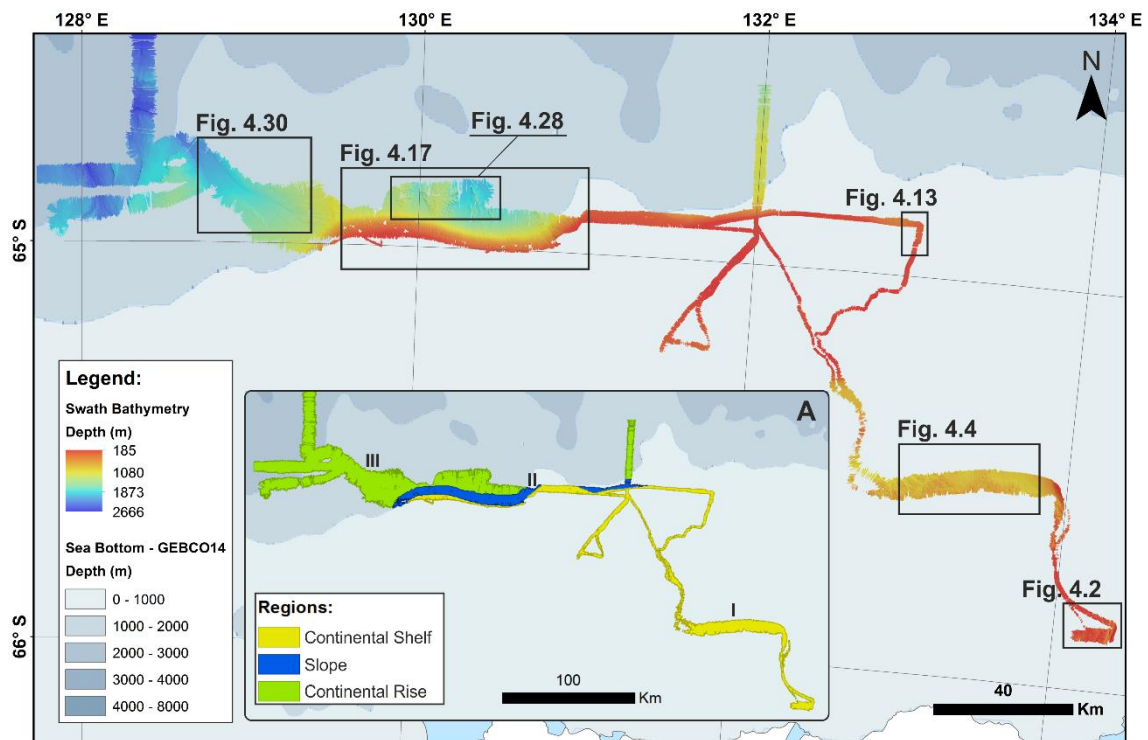 128° E
130° E
132° E
134° E
N
Fig. 4.30
Fig. 4.28
Fig. 4.17
Fig. 4.13
65° S
Legend:
Swath Bathymetry
Depth (m)
185
1080
1873
2666
Sea Bottom - GEBCO14
Depth (m)
0 - 1000
1000 - 2000
2000 - 3000
3000 - 4000
4000 - 8000
A
III
II
I
Regions:
Continental Shelf
Slope
Continental Rise
100
Km
Fig. 4.4
Fig. 4.2
66° S
40
Km